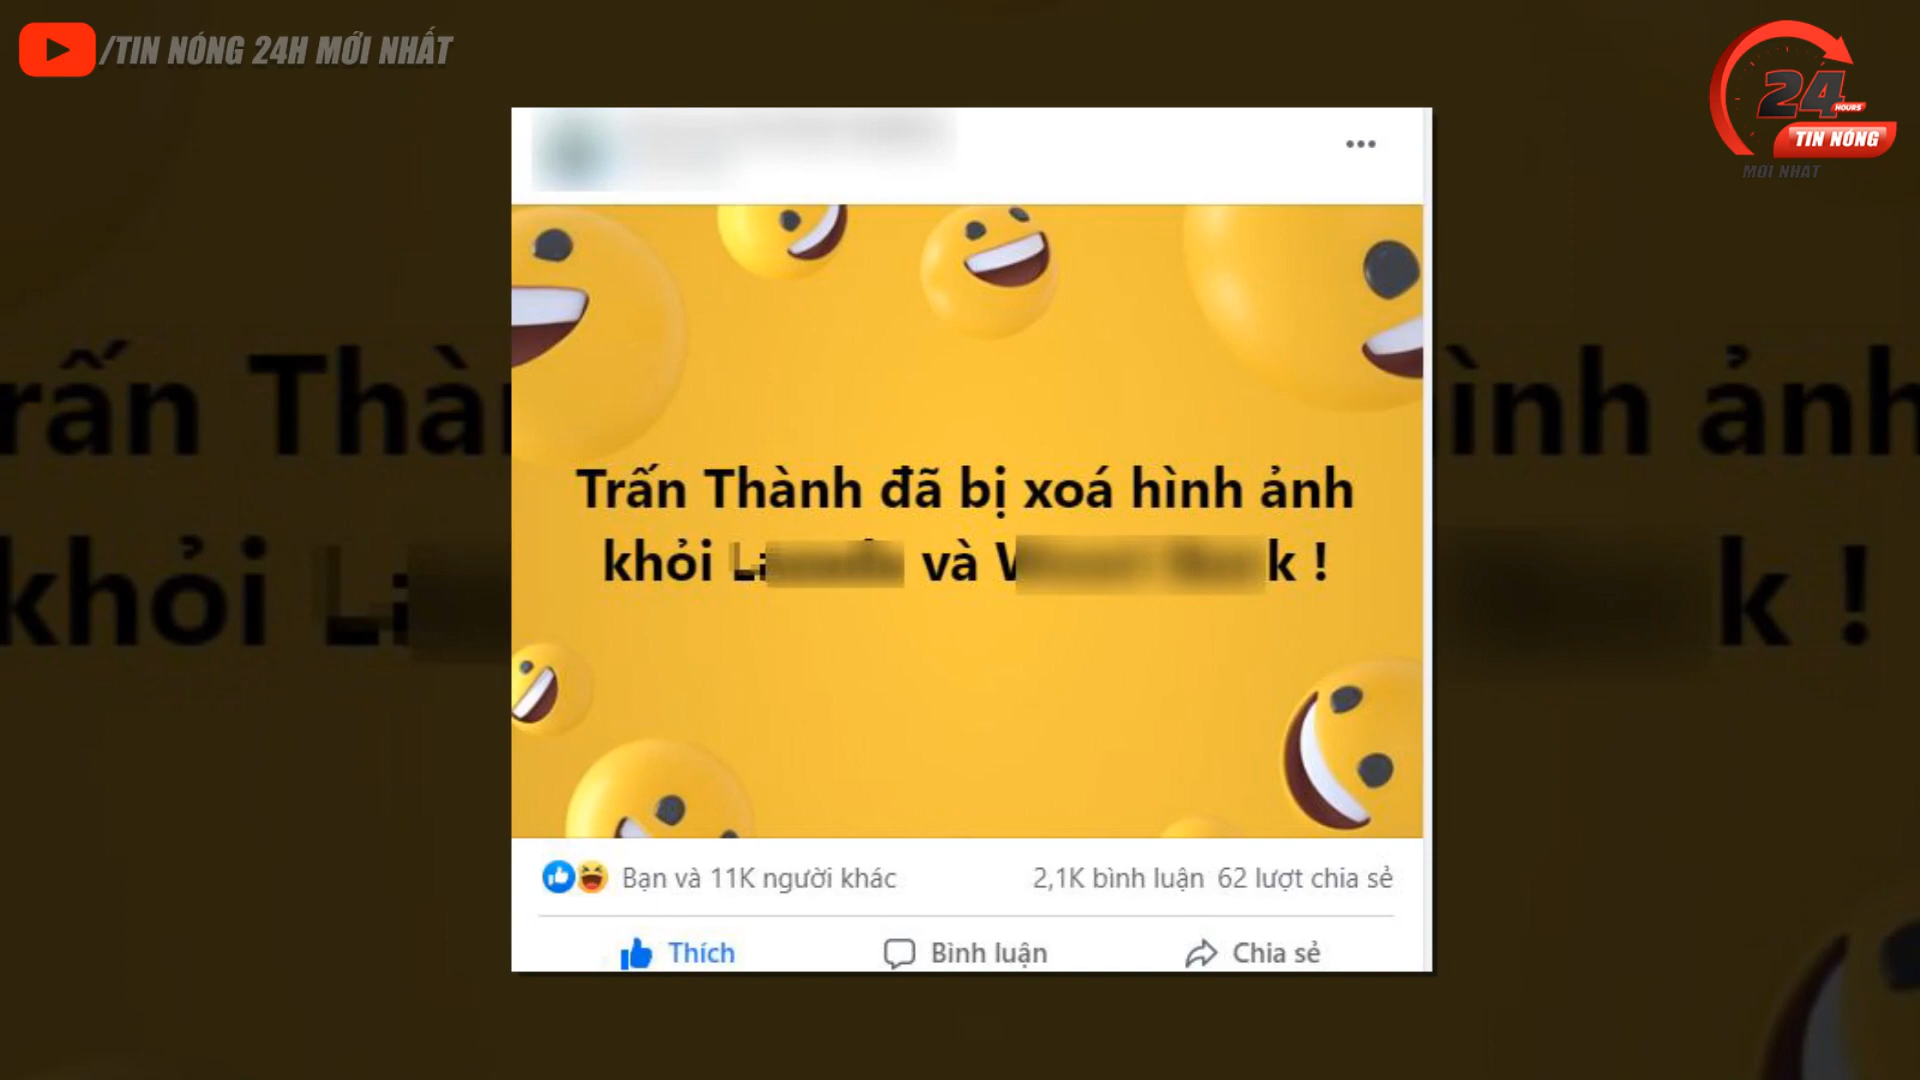 /TIN NÓNG 24H MỚI NHẤT
24
HOURS
TIN NÓNG
MỚI NHẤT
Trấn Thành đã bị xoá hình ảnh
khỏi và !
Bạn và 11K người khác
2,1K bình luận 62 lượt chia sẻ
Thích
Bình luận
Chia sẻ